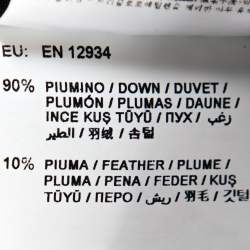 EU: EN 12934
90% PIUMINO / DOWN / DUVET /
PLUMÓN / PLUMAS / DAUNE /
INCE KUŞ TÜYÜ / ПУХ / زغب /
الطير / 羽绒 / 솜털
10% PIUMA / FEATHER / PLUME /
PLUMA / PENA / FEDER / KUŞ
TÜYÜ / ПЕРО / ريش / 羽毛 / 깃털